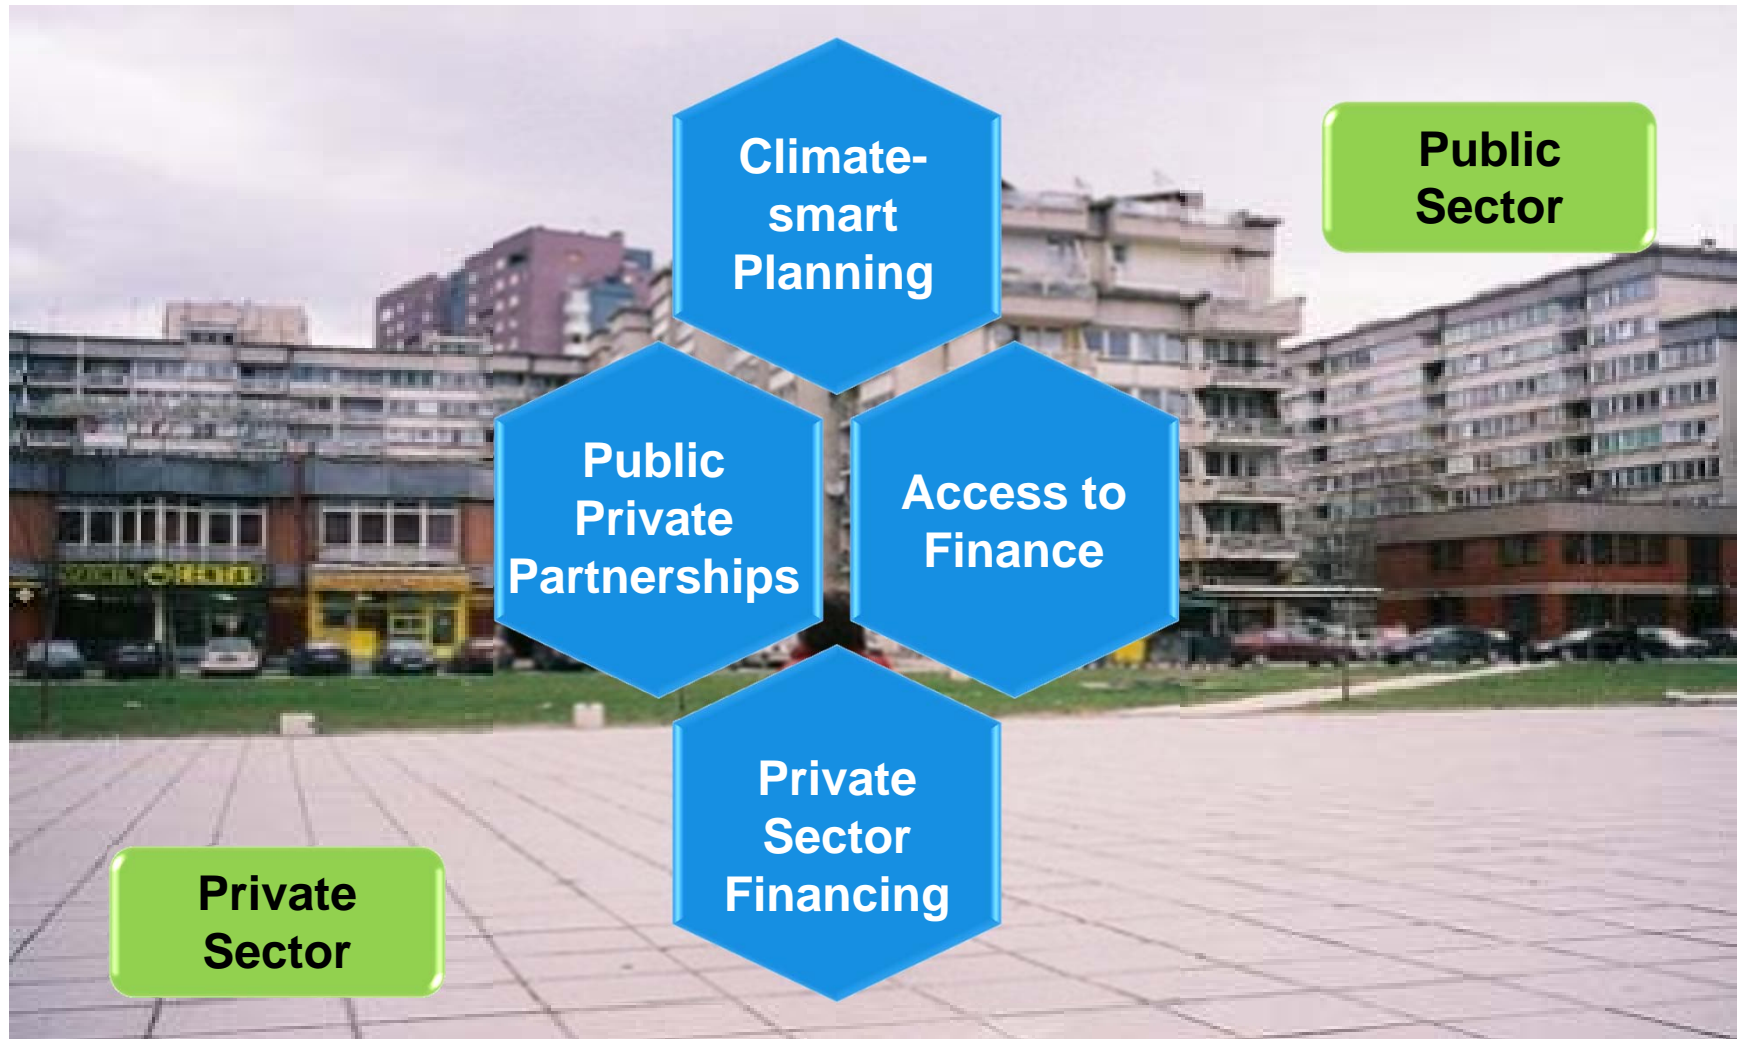 Climate-
smart
Planning
Public
Sector
Public
Private
Partnerships
Access to
Finance
Private
Sector
Financing
Private
Sector